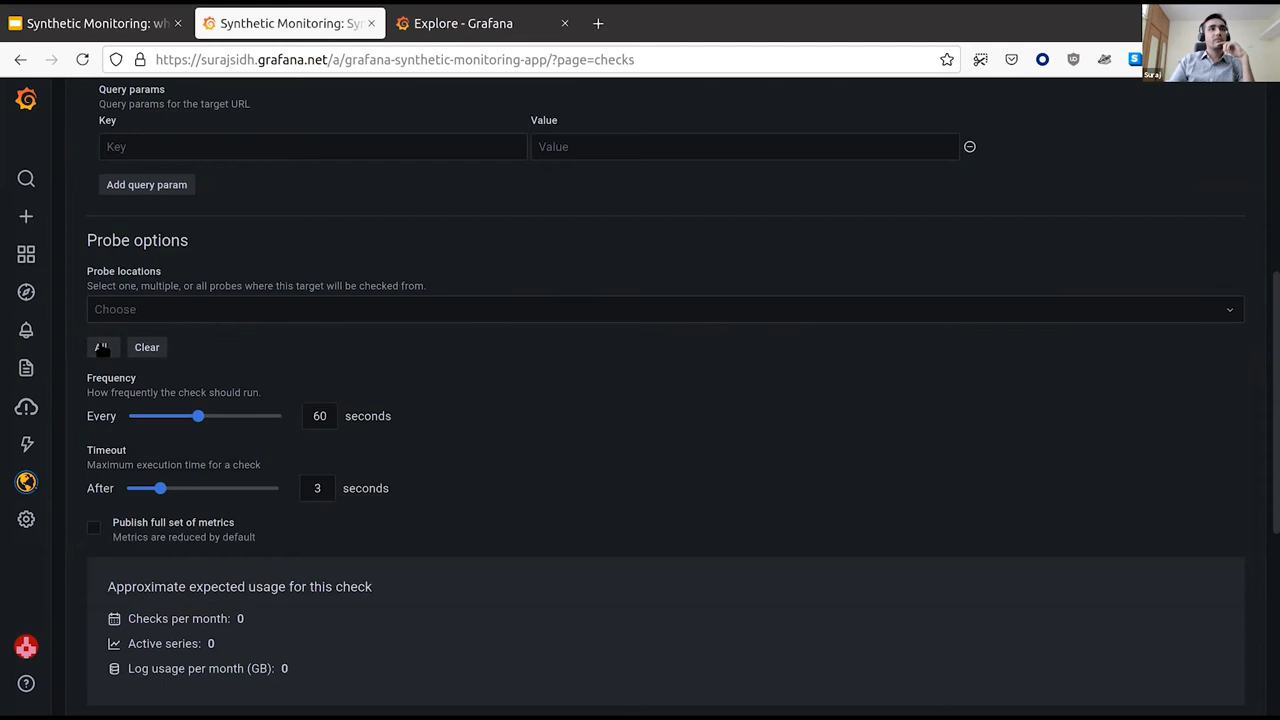 Synthetic Monitoring: wh
Synthetic Monitoring: Sy
Explore - Grafana
https://surajsidh.grafana.net/a/grafana-synthetic-monitoring-app/?page=checks
Suraj
Query params
Query params for the target URL
Key Value
Key Value
Add query param
Probe options
Probe locations
Select one, multiple, or all probes where this target will be checked from.
Choose
All Clear
Frequency
How frequently the check should run.
Every 60 seconds
Timeout
Maximum execution time for a check
After 3 seconds
Publish full set of metrics
Metrics are reduced by default
Approximate expected usage for this check
Checks per month: 0
Active series: 0
Log usage per month (GB): 0